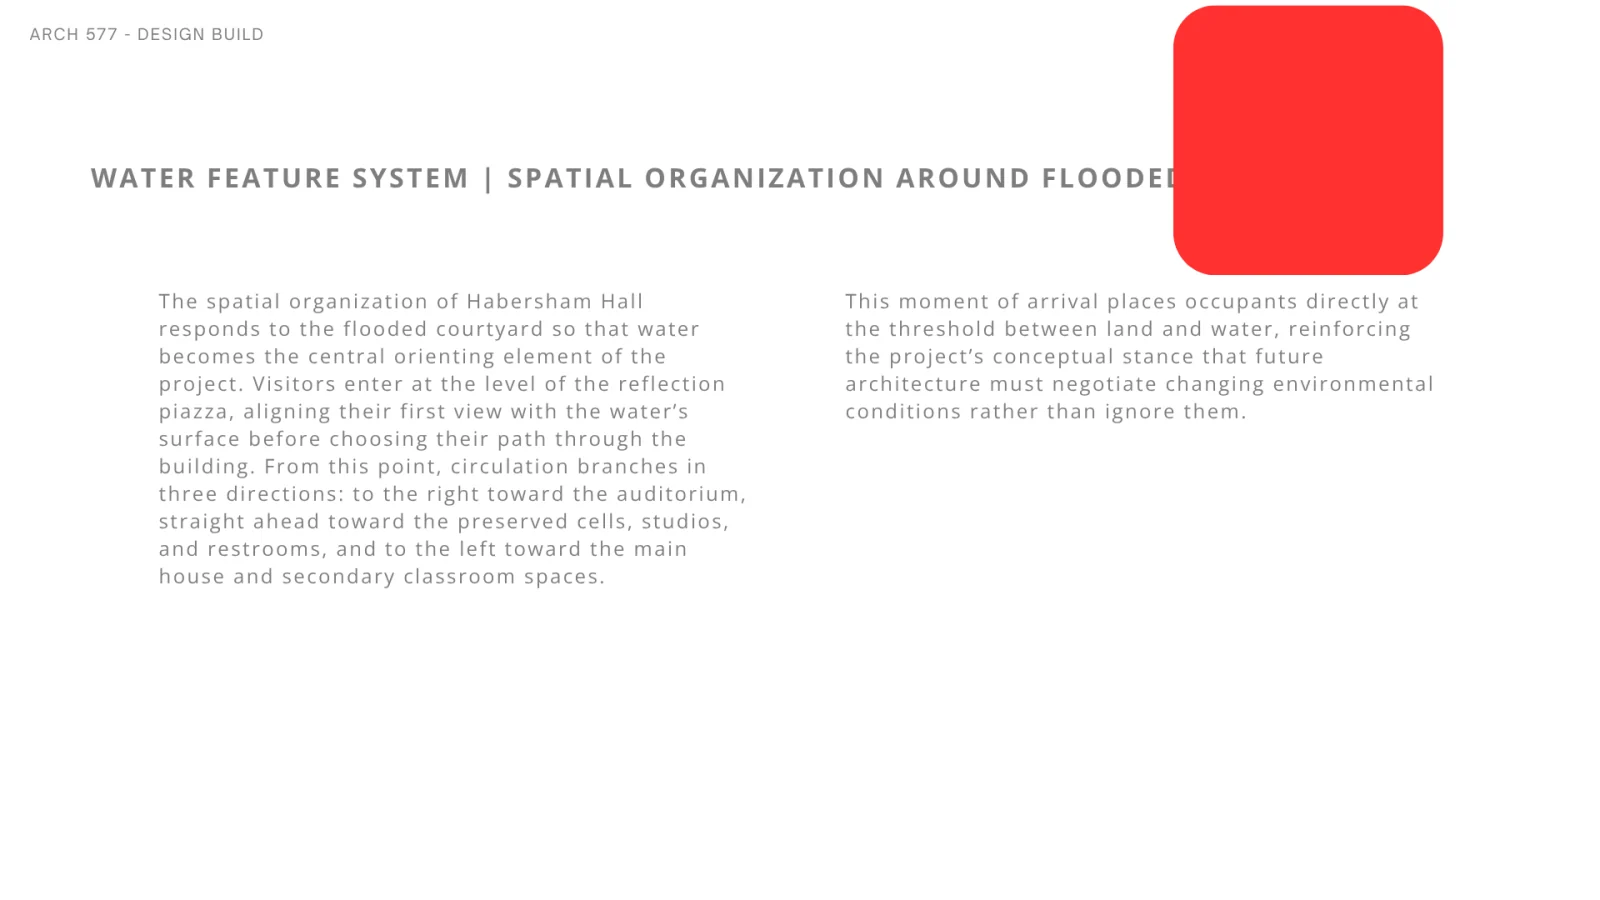 ARCH 577 - DESIGN BUILD
WATER FEATURE SYSTEM | SPATIAL ORGANIZATION AROUND FLOODED
The spatial organization of Habersham Hall
responds to the flooded courtyard so that water
becomes the central orienting element of the
project. Visitors enter at the level of the reflection
piazza, aligning their first view with the water’s
surface before choosing their path through the
building. From this point, circulation branches in
three directions: to the right toward the auditorium,
straight ahead toward the preserved cells, studios,
and restrooms, and to the left toward the main
house and secondary classroom spaces.
This moment of arrival places occupants directly at
the threshold between land and water, reinforcing
the project’s conceptual stance that future
architecture must negotiate changing environmental
conditions rather than ignore them.